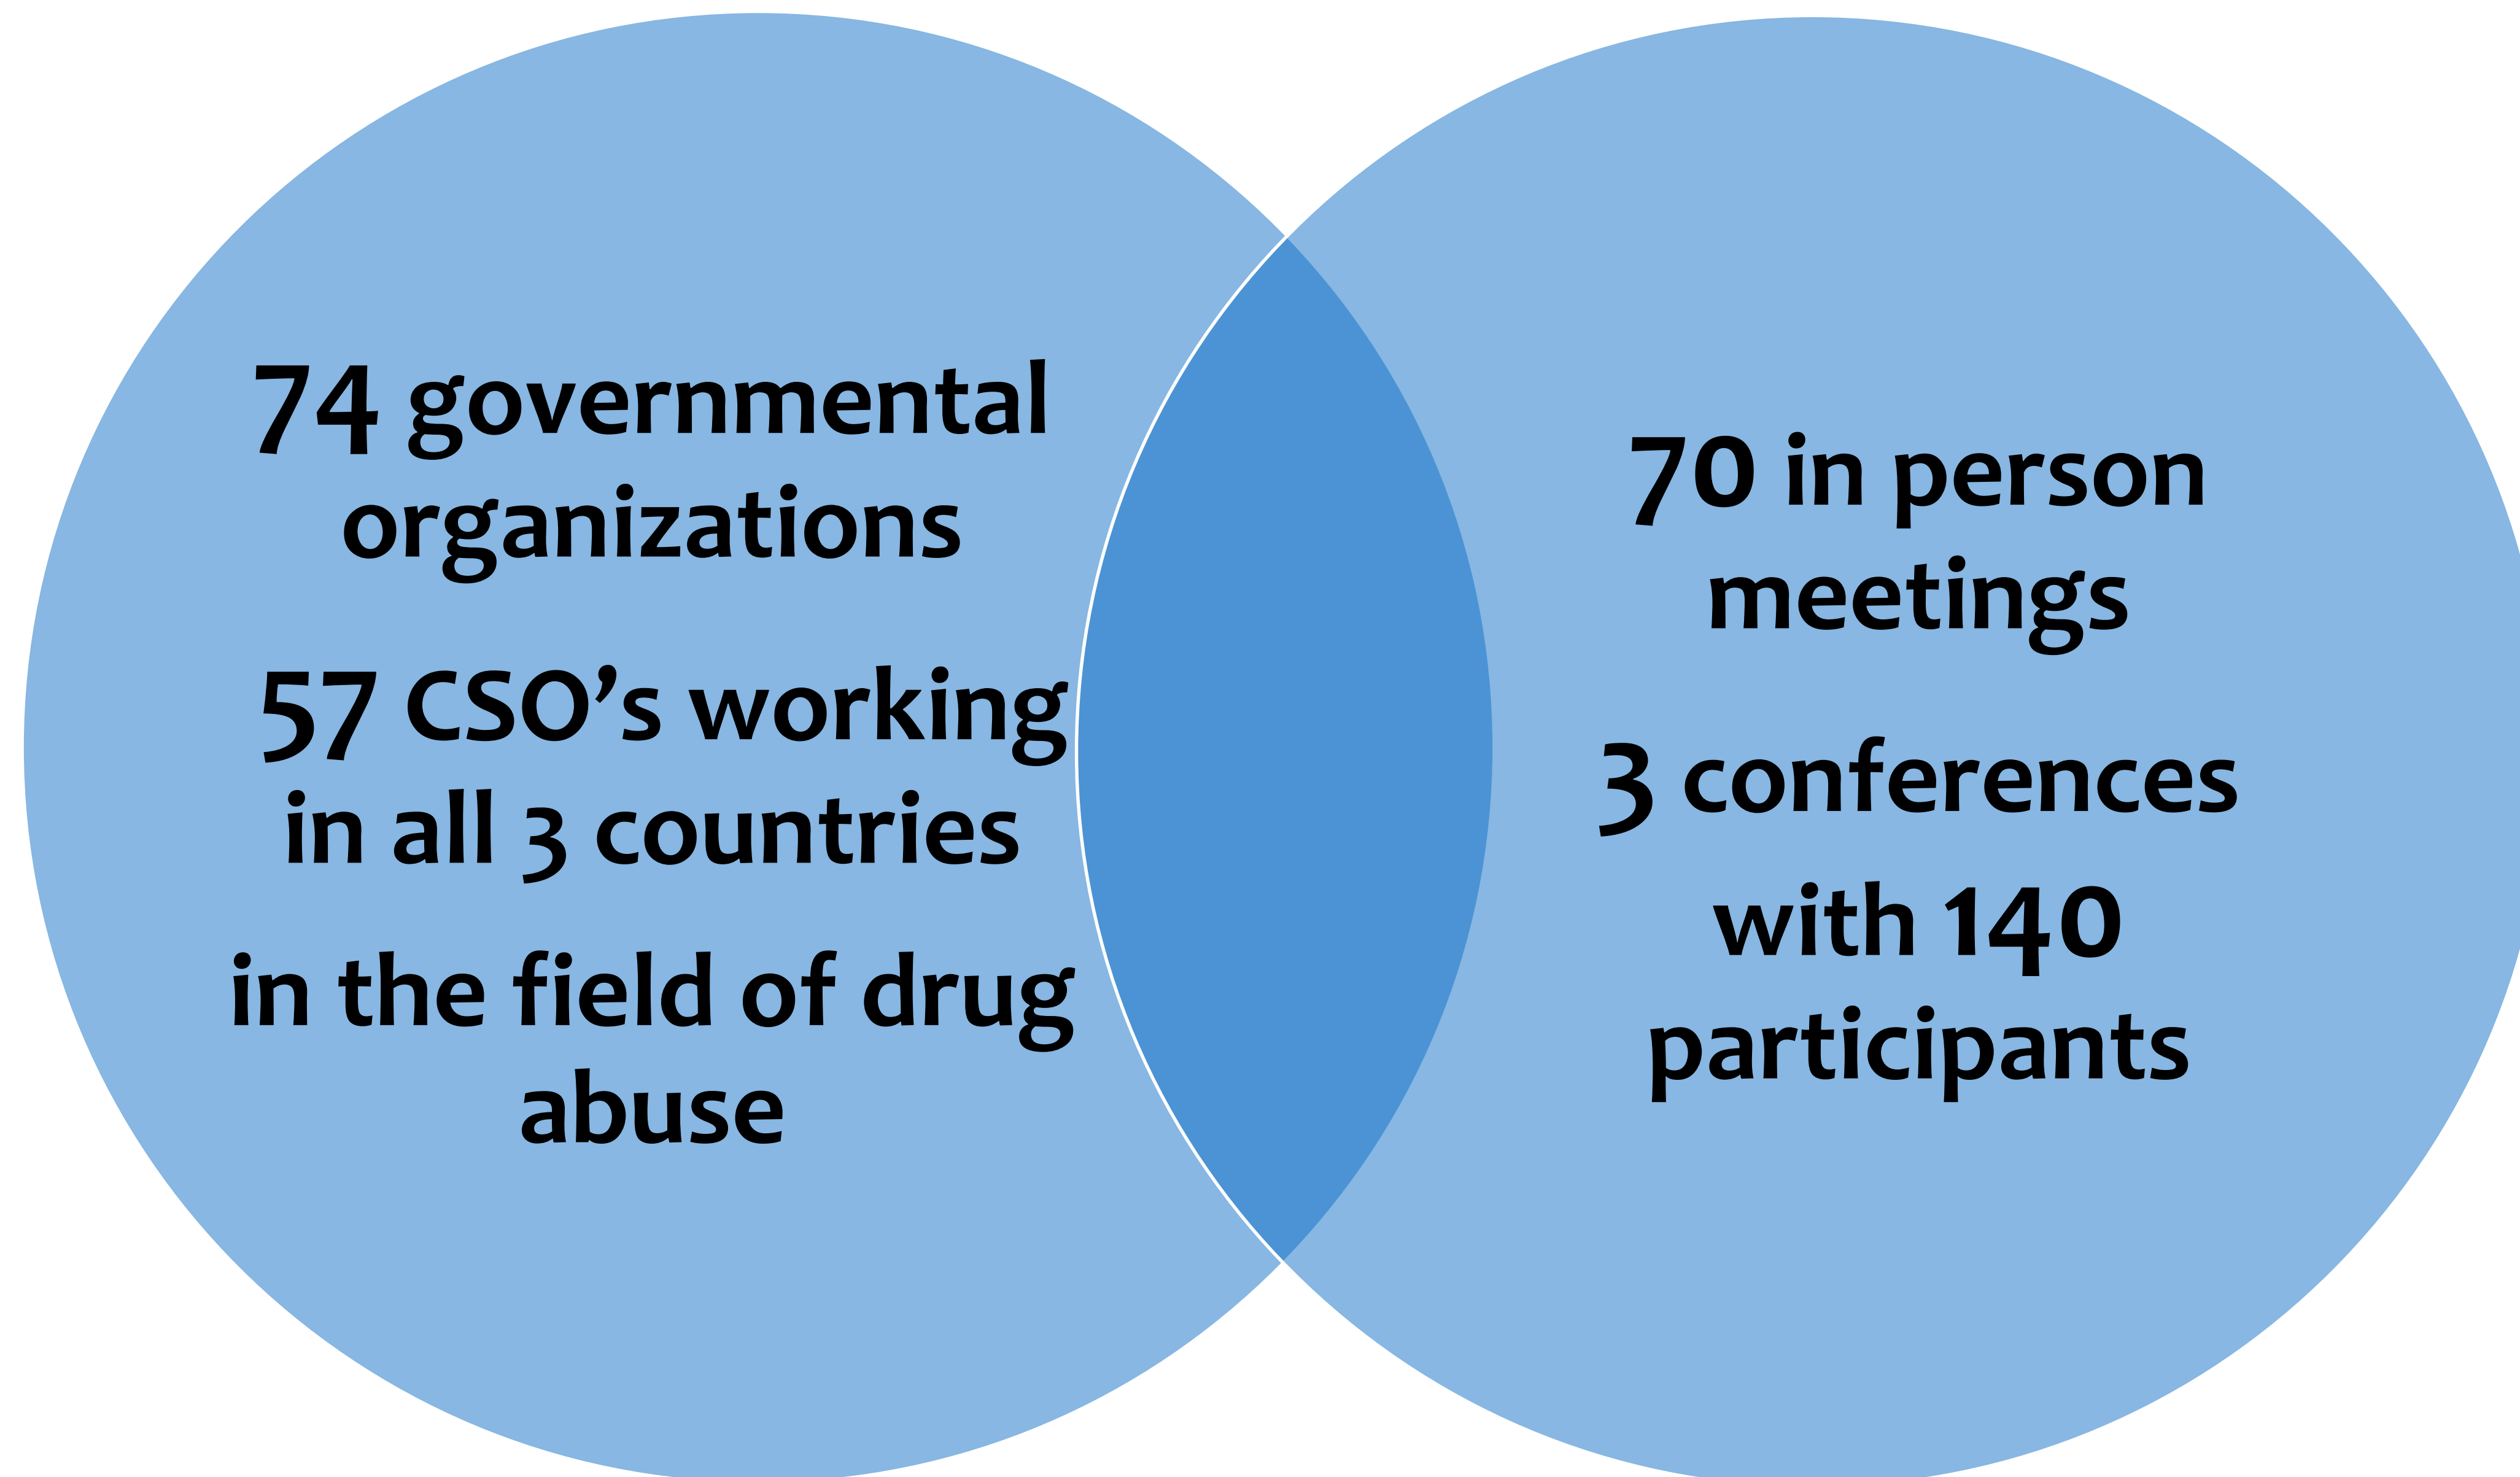 74 governmental
organizations
57 CSO’s working
in all 3 countries
in the field of drug
abuse
70 in person
meetings
3 conferences
with 140
participants